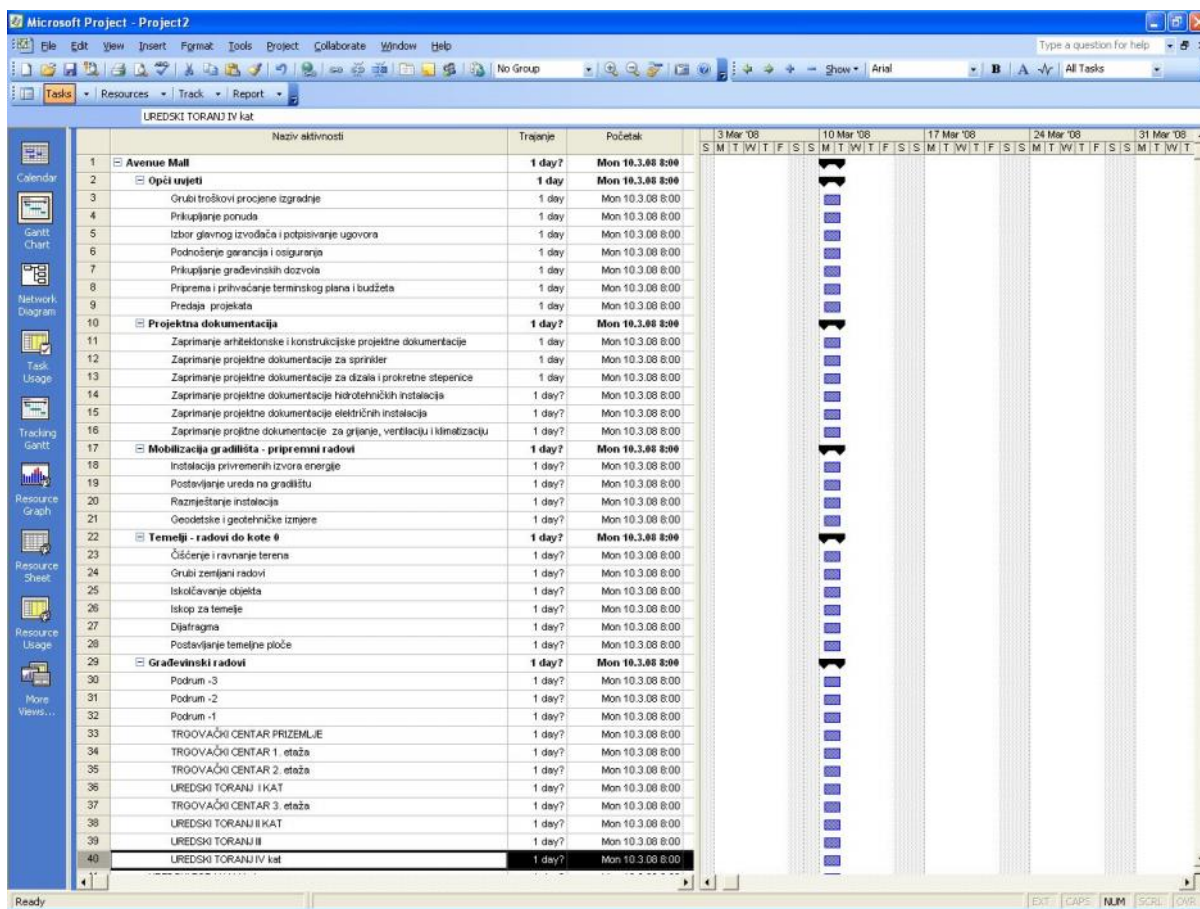 Microsoft Project - Project2
File Edit View Insert Format Tools Project Collaborate Window Help Type a question for help
No Group Show Arial B A All Tasks
Tasks Resources Track Report
UREDSKI TORANJ IV kat
Naziv aktivnosti Trajanje Početak 3 Mar '08 10 Mar '08 17 Mar '08 24 Mar '08 31 Mar '08
S M T W T F S S M T W T F S S M T W T F S S M T W T F S S M T W T
1 Avenue Mall 1 day? Mon 10.3.08 8:00
2 Opći uvjeti 1 day Mon 10.3.08 8:00
3 Grubi troškovi procjene izgradnje 1 day Mon 10.3.08 8:00
4 Prikupljanje ponuda 1 day Mon 10.3.08 8:00
5 Izbor glavnog izvođača i potpisivanje ugovora 1 day Mon 10.3.08 8:00
6 Podnošenje garancija i osiguranja 1 day Mon 10.3.08 8:00
7 Prikupljanje građevinskih dozvola 1 day Mon 10.3.08 8:00
8 Priprema i prihvaćanje terminskog plana i budžeta 1 day Mon 10.3.08 8:00
9 Predaja projekata 1 day Mon 10.3.08 8:00
10 Projektna dokumentacija 1 day? Mon 10.3.08 8:00
11 Zaprimanje arhitektonske i konstrukcijske projektne dokumentacije 1 day Mon 10.3.08 8:00
12 Zaprimanje projektne dokumentacije za sprinkler 1 day Mon 10.3.08 8:00
13 Zaprimanje projektne dokumentacije za dizala i prokretne stepenice 1 day Mon 10.3.08 8:00
14 Zaprimanje projektne dokumentacije hidrotehničkih instalacija 1 day? Mon 10.3.08 8:00
15 Zaprimanje projektne dokumentacije električnih instalacija 1 day? Mon 10.3.08 8:00
16 Zaprimanje projktne dokumentacije za grijanje, ventilaciju i klimatizaciju 1 day? Mon 10.3.08 8:00
17 Mobilizacija gradilišta - pripremni radovi 1 day? Mon 10.3.08 8:00
18 Instalacija privremenih izvora energije 1 day? Mon 10.3.08 8:00
19 Postavljanje ureda na gradilištu 1 day? Mon 10.3.08 8:00
20 Razmještanje instalacija 1 day? Mon 10.3.08 8:00
21 Geodetske i geotehničke izmjere 1 day? Mon 10.3.08 8:00
22 Temelji - radovi do kote 0 1 day? Mon 10.3.08 8:00
23 Čišćenje i ravnanje terena 1 day? Mon 10.3.08 8:00
24 Grubi zemljani radovi 1 day? Mon 10.3.08 8:00
25 Iskolčavanje objekta 1 day? Mon 10.3.08 8:00
26 Iskop za temelje 1 day? Mon 10.3.08 8:00
27 Dijafragma 1 day? Mon 10.3.08 8:00
28 Postavljanje temeljne ploče 1 day? Mon 10.3.08 8:00
29 Građevinski radovi 1 day? Mon 10.3.08 8:00
30 Podrum -3 1 day? Mon 10.3.08 8:00
31 Podrum -2 1 day? Mon 10.3.08 8:00
32 Podrum -1 1 day? Mon 10.3.08 8:00
33 TRGOVAČKI CENTAR PRIZEMLJE 1 day? Mon 10.3.08 8:00
34 TRGOVAČKI CENTAR 1. etaža 1 day? Mon 10.3.08 8:00
35 TRGOVAČKI CENTAR 2. etaža 1 day? Mon 10.3.08 8:00
36 UREDSKI TORANJ I KAT 1 day? Mon 10.3.08 8:00
37 TRGOVAČKI CENTAR 3. etaža 1 day? Mon 10.3.08 8:00
38 UREDSKI TORANJ II KAT 1 day? Mon 10.3.08 8:00
39 UREDSKI TORANJ III 1 day? Mon 10.3.08 8:00
40 UREDSKI TORANJ IV kat 1 day? Mon 10.3.08 8:00
Calendar
Gantt
Chart
Network
Diagram
Task
Usage
Tracking
Gantt
Resource
Graph
Resource
Sheet
Resource
Usage
More
Views...
Ready EXT CAPS NUM SCRL OVR